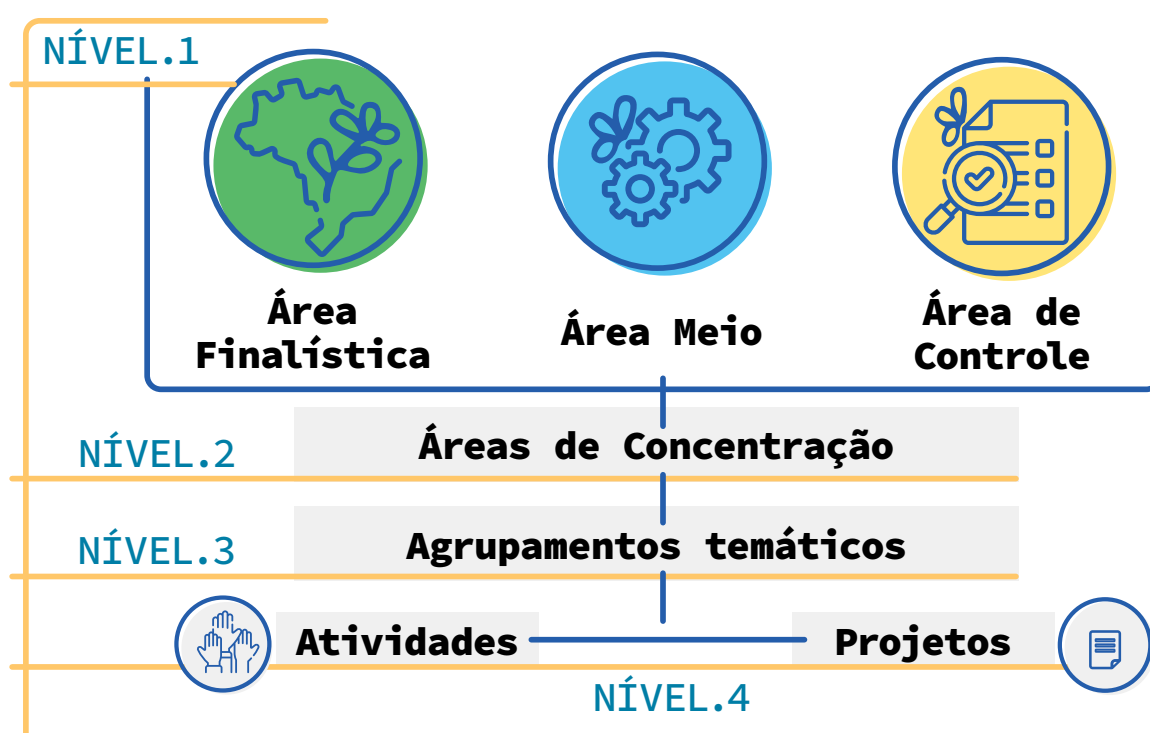 NÍVEL.1
Área
Finalística
Área Meio
Área de
Controle
NÍVEL.2
Áreas de Concentração
NÍVEL.3
Agrupamentos temáticos
Atividades
Projetos
NÍVEL.4